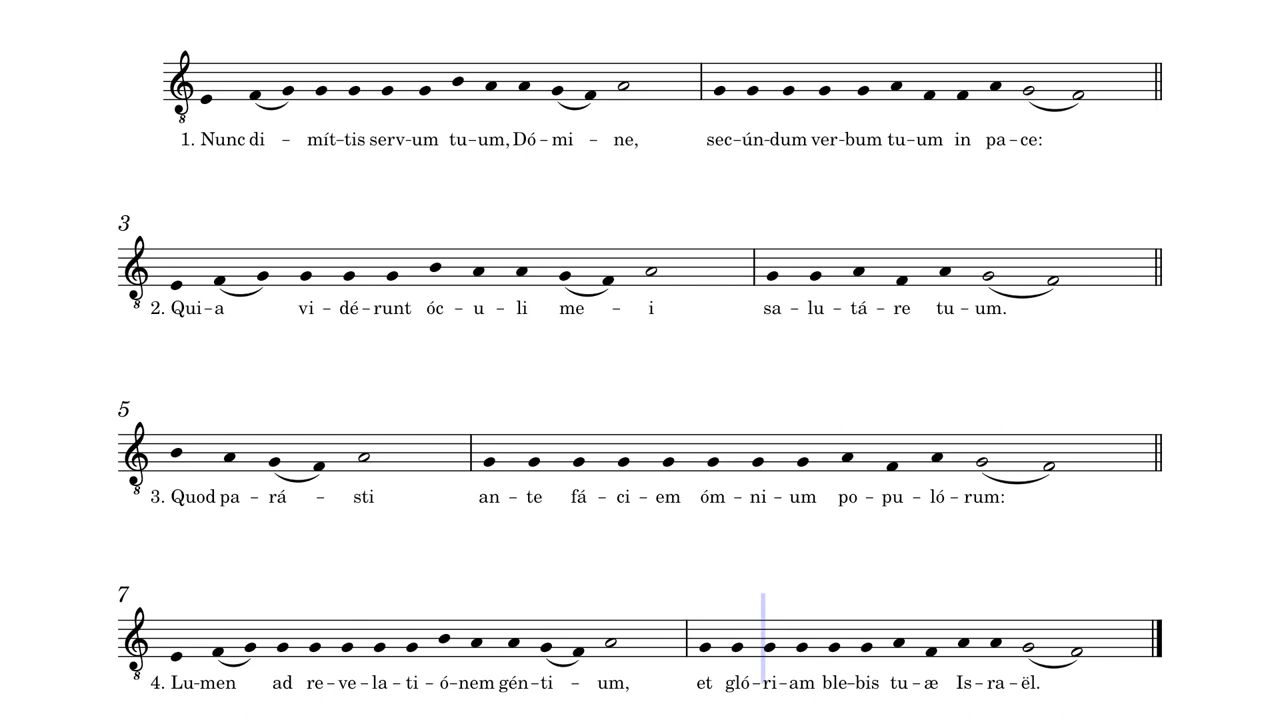 1. Nunc di – mít–tis serv–um tu–um, Dó–mi – ne, sec–ún–dum ver–bum tu–um in pa–ce:
3
2. Qui–a vi–dé–runt óc–u–li me – i sa–lu–tá–re tu–um.
5
3. Quod pa–rá – sti an–te fá–ci–em óm–ni–um po–pu–ló–rum:
7
4. Lu–men ad re–ve–la–ti–ó–nem gén–ti – um, et gló–ri–am ble–bis tu–æ Is–ra–ël.